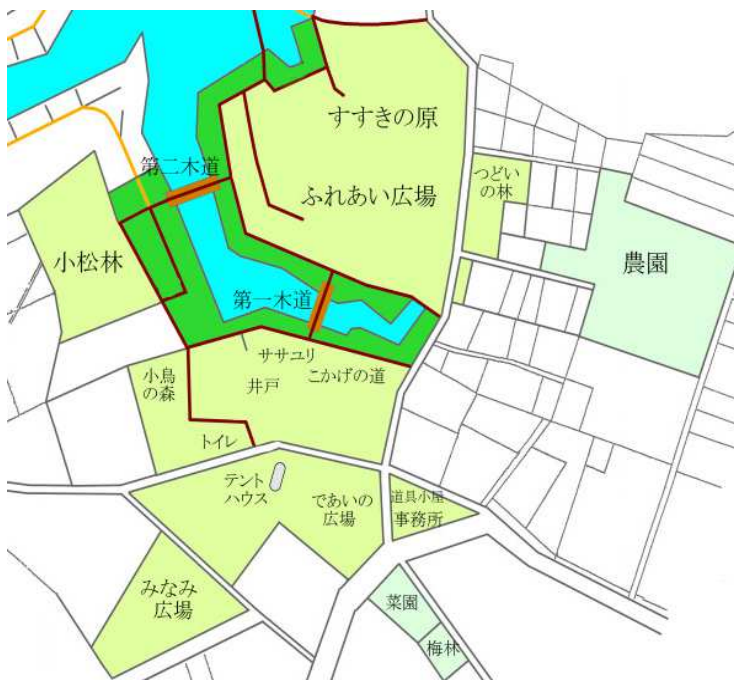 すすきの原
第二木道
つどい
の林
ふれあい広場
小松林
農園
第一木道
ササユリ
こかげの道
小鳥
の森
井戸
トイレ
テント
ハウス
であいの
広場
道具小屋
事務所
みなみ
広場
菜園
梅林